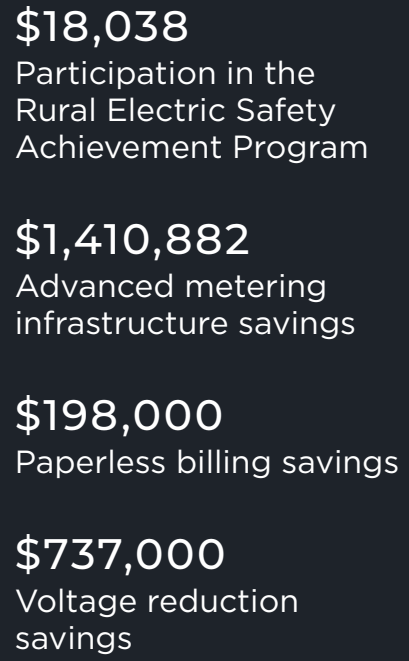 $18,038
Participation in the
Rural Electric Safety
Achievement Program
$1,410,882
Advanced metering
infrastructure savings
$198,000
Paperless billing savings
$737,000
Voltage reduction
savings